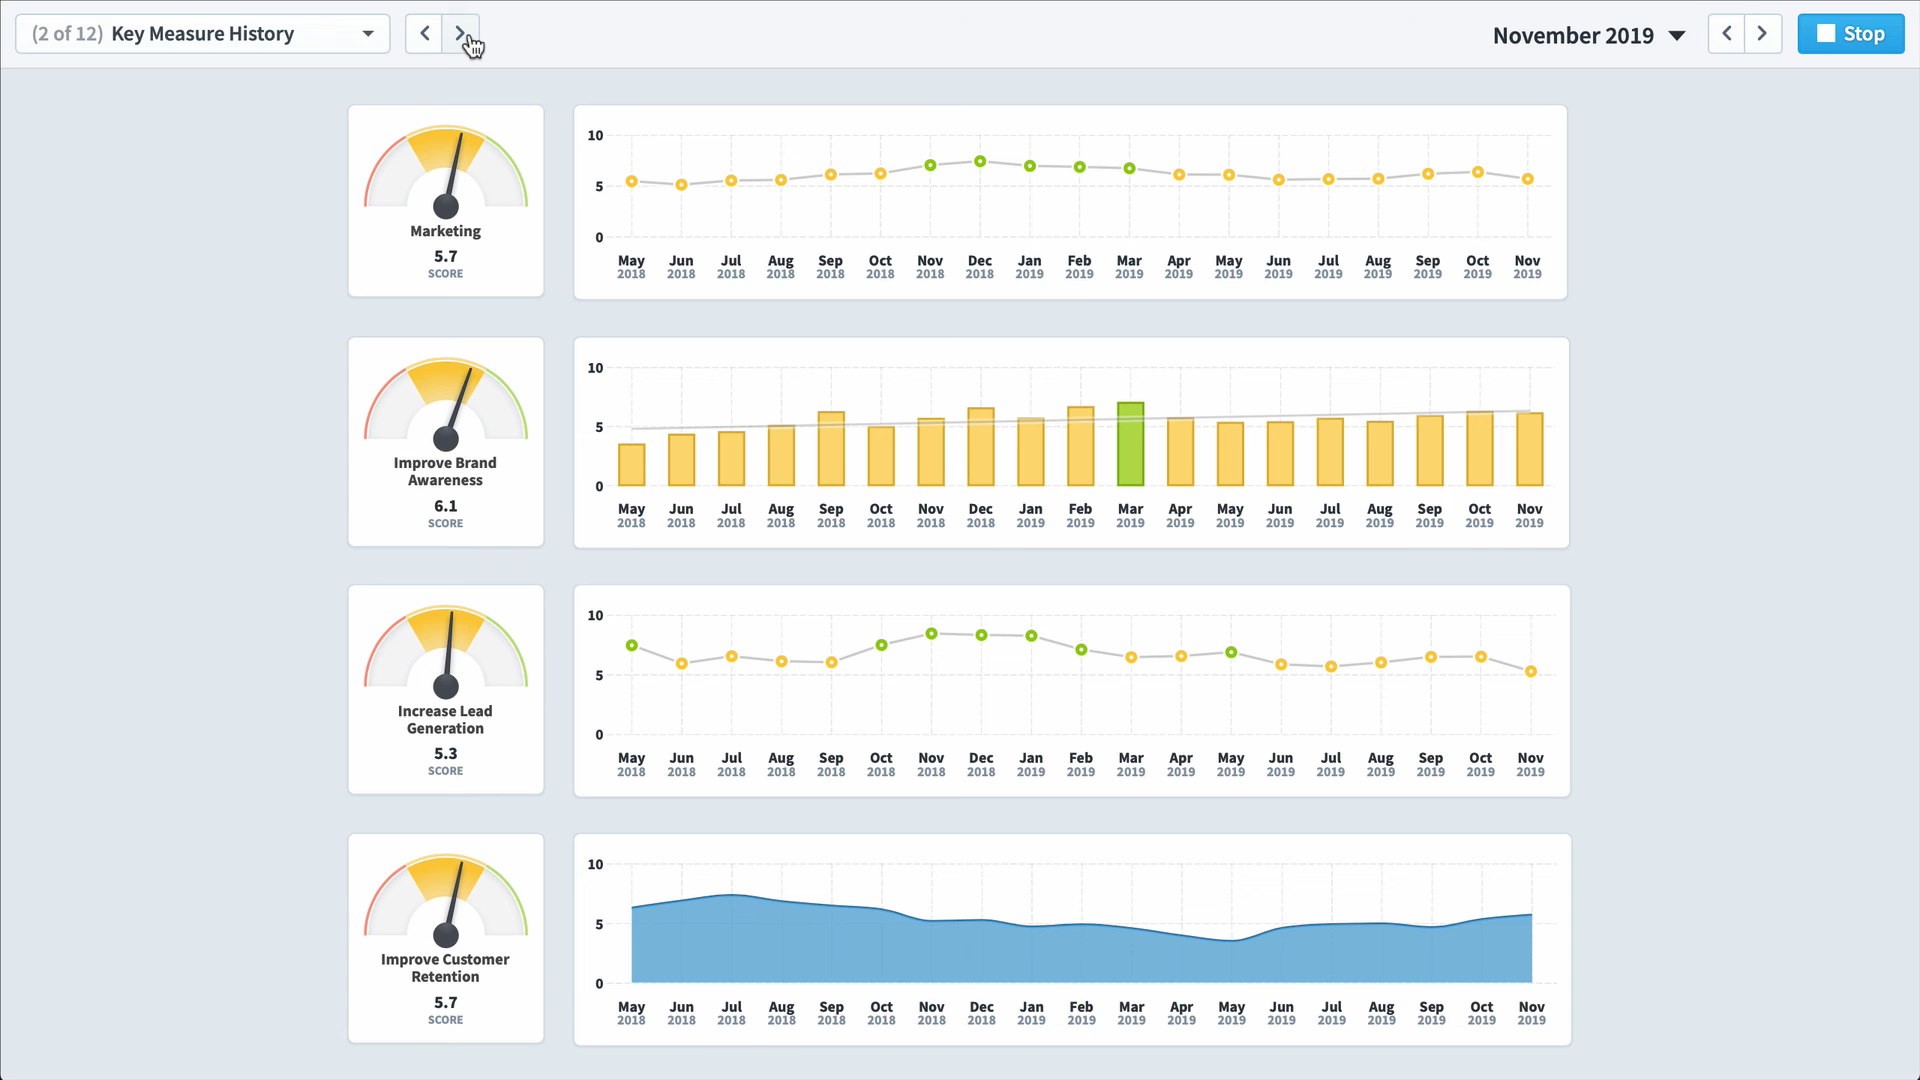 (2 of 12) Key Measure History
November 2019
Stop
Marketing
5.7
SCORE
10
5
0
May Jun Jul Aug Sep Oct Nov Dec Jan Feb Mar Apr May Jun Jul Aug Sep Oct Nov
2018 2018 2018 2018 2018 2018 2018 2018 2019 2019 2019 2019 2019 2019 2019 2019 2019 2019 2019
Improve Brand
Awareness
6.1
SCORE
10
5
0
May Jun Jul Aug Sep Oct Nov Dec Jan Feb Mar Apr May Jun Jul Aug Sep Oct Nov
2018 2018 2018 2018 2018 2018 2018 2018 2019 2019 2019 2019 2019 2019 2019 2019 2019 2019 2019
Increase Lead
Generation
5.3
SCORE
10
5
0
May Jun Jul Aug Sep Oct Nov Dec Jan Feb Mar Apr May Jun Jul Aug Sep Oct Nov
2018 2018 2018 2018 2018 2018 2018 2018 2019 2019 2019 2019 2019 2019 2019 2019 2019 2019 2019
Improve Customer
Retention
5.7
SCORE
10
5
0
May Jun Jul Aug Sep Oct Nov Dec Jan Feb Mar Apr May Jun Jul Aug Sep Oct Nov
2018 2018 2018 2018 2018 2018 2018 2018 2019 2019 2019 2019 2019 2019 2019 2019 2019 2019 2019